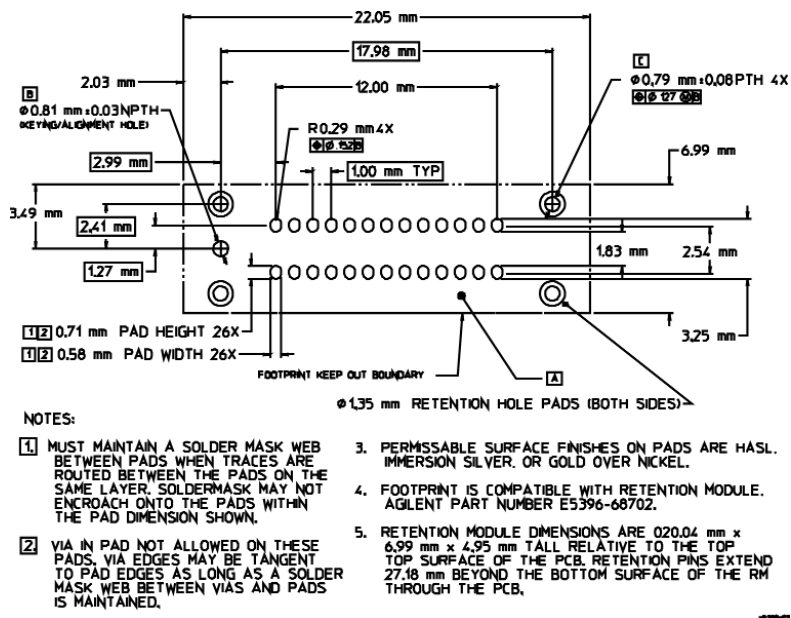 22.05 mm
17.98 mm
2.03 mm
12.00 mm
B
⌀0.81 mm±0.03NPTH
(KEYING/ALIGNMENT HOLE)
C
⌀0.79 mm±0.08PTH 4X
R0.29 mm4X
2.99 mm
1.00 mm TYP
6.99 mm
3.49 mm
2.41 mm
1.83 mm
2.54 mm
1.27 mm
1 2 0.71 mm PAD HEIGHT 26X
3.25 mm
1 2 0.58 mm PAD WIDTH 26X
FOOTPRINT KEEP OUT BOUNDARY
A
⌀1.35 mm RETENTION HOLE PADS (BOTH SIDES)
NOTES:
1. MUST MAINTAIN A SOLDER MASK WEB
BETWEEN PADS WHEN TRACES ARE
ROUTED BETWEEN THE PADS ON THE
SAME LAYER. SOLDERMASK MAY NOT
ENCROACH ONTO THE PADS WITHIN
THE PAD DIMENSION SHOWN.
2. VIA IN PAD NOT ALLOWED ON THESE
PADS. VIA EDGES MAY BE TANGENT
TO PAD EDGES AS LONG AS A SOLDER
MASK WEB BETWEEN VIAS AND PADS
IS MAINTAINED.
3. PERMISSABLE SURFACE FINISHES ON PADS ARE HASL.
IMMERSION SILVER. OR GOLD OVER NICKEL.
4. FOOTPRINT IS COMPATIBLE WITH RETENTION MODULE.
AGILENT PART NUMBER E5396-68702.
5. RETENTION MODULE DIMENSIONS ARE 020.04 mm x
6.99 mm x 4.95 mm TALL RELATIVE TO THE TOP
TOP SURFACE OF THE PCB. RETENTION PINS EXTEND
27.18 mm BEYOND THE BOTTOM SURFACE OF THE RM
THROUGH THE PCB.